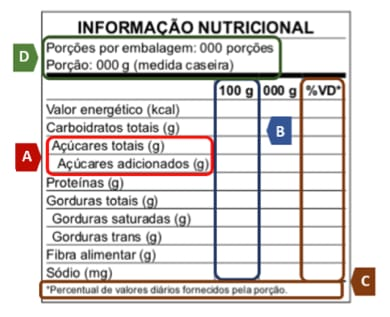 INFORMAÇÃO NUTRICIONAL
D
Porções por embalagem: 000 porções
Porção: 000 g (medida caseira)
100 g 000 g %VD*
Valor energético (kcal)
Carboidratos totais (g)
B
A
Açúcares totais (g)
Açúcares adicionados (g)
Proteínas (g)
Gorduras totais (g)
Gorduras saturadas (g)
Gorduras trans (g)
Fibra alimentar (g)
Sódio (mg)
C
*Percentual de valores diários fornecidos pela porção.